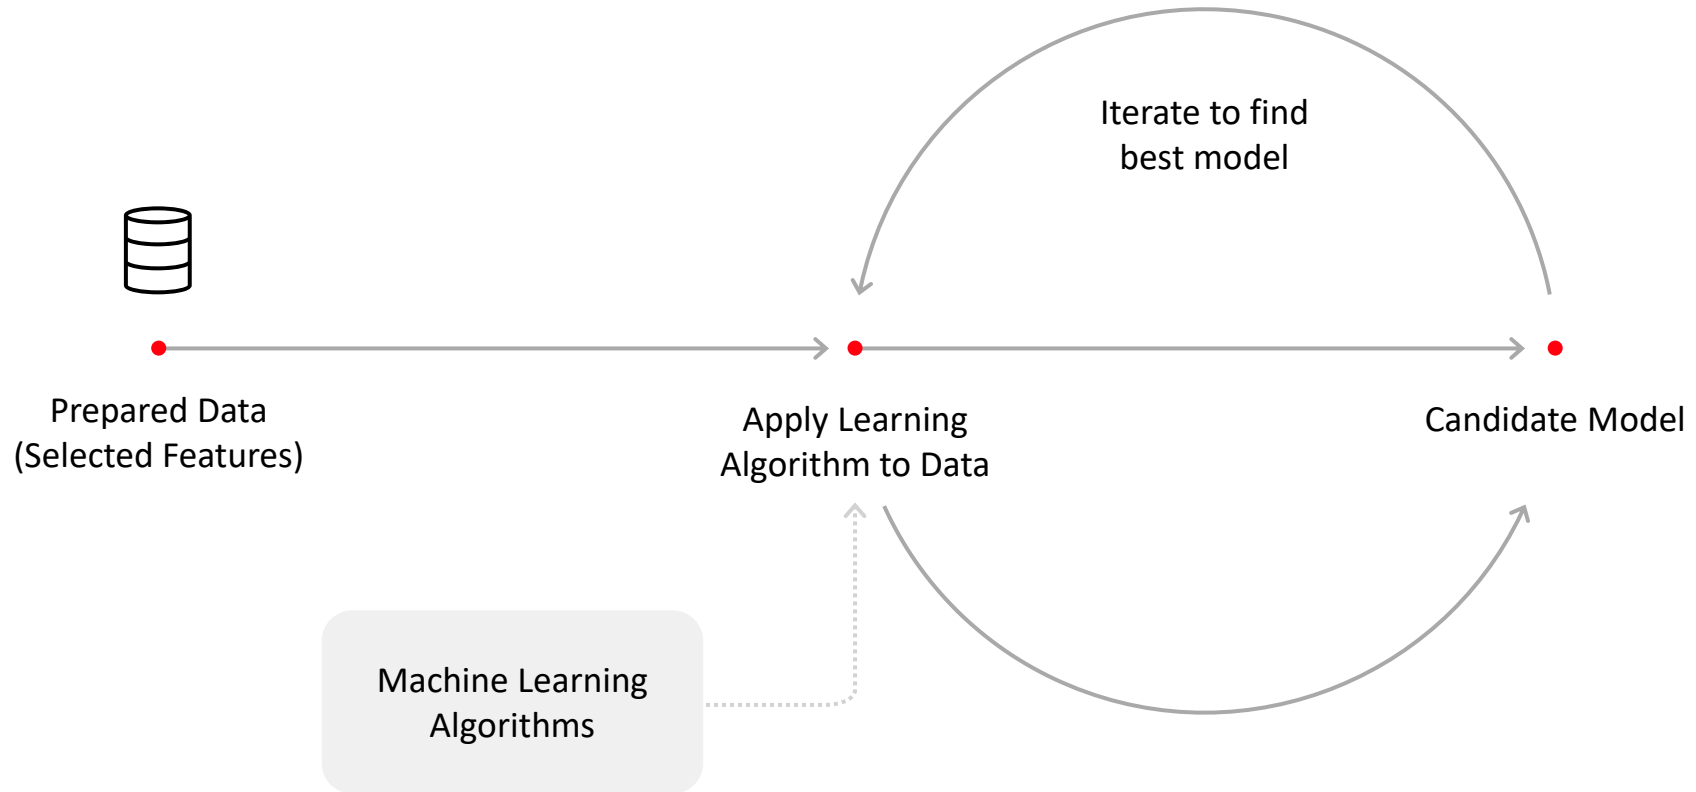 Iterate to find
best model
Prepared Data
(Selected Features)
Apply Learning
Algorithm to Data
Candidate Model
Machine Learning
Algorithms